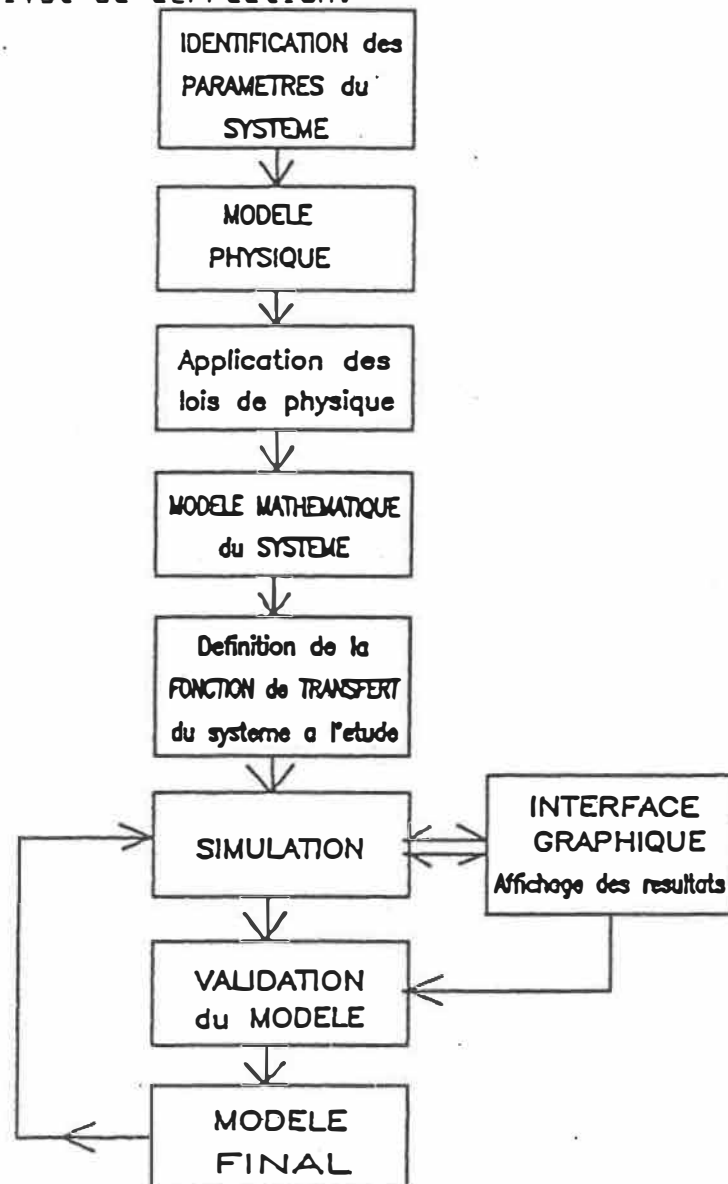 IDENTIFICATION des
PARAMETRES du
SYSTEME
MODELE
PHYSIQUE
Application des
lois de physique
MODELE MATHEMATIQUE
du SYSTEME
Definition de la
FONCTION de TRANSFERT
du systeme a l'etude
SIMULATION
INTERFACE
GRAPHIQUE
Affichage des resultats
VALIDATION
du MODELE
MODELE
FINAL